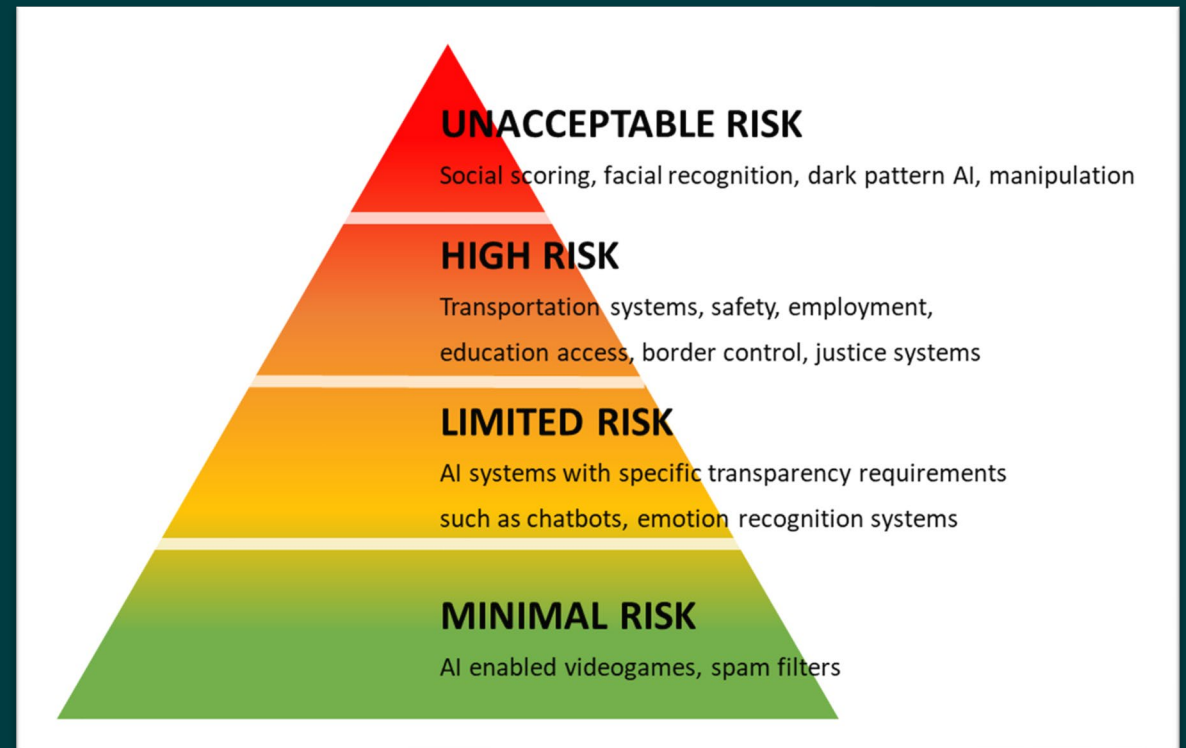 UNACCEPTABLE RISK
Social scoring, facial recognition, dark pattern AI, manipulation
HIGH RISK
Transportation systems, safety, employment,
education access, border control, justice systems
LIMITED RISK
AI systems with specific transparency requirements
such as chatbots, emotion recognition systems
MINIMAL RISK
AI enabled videogames, spam filters